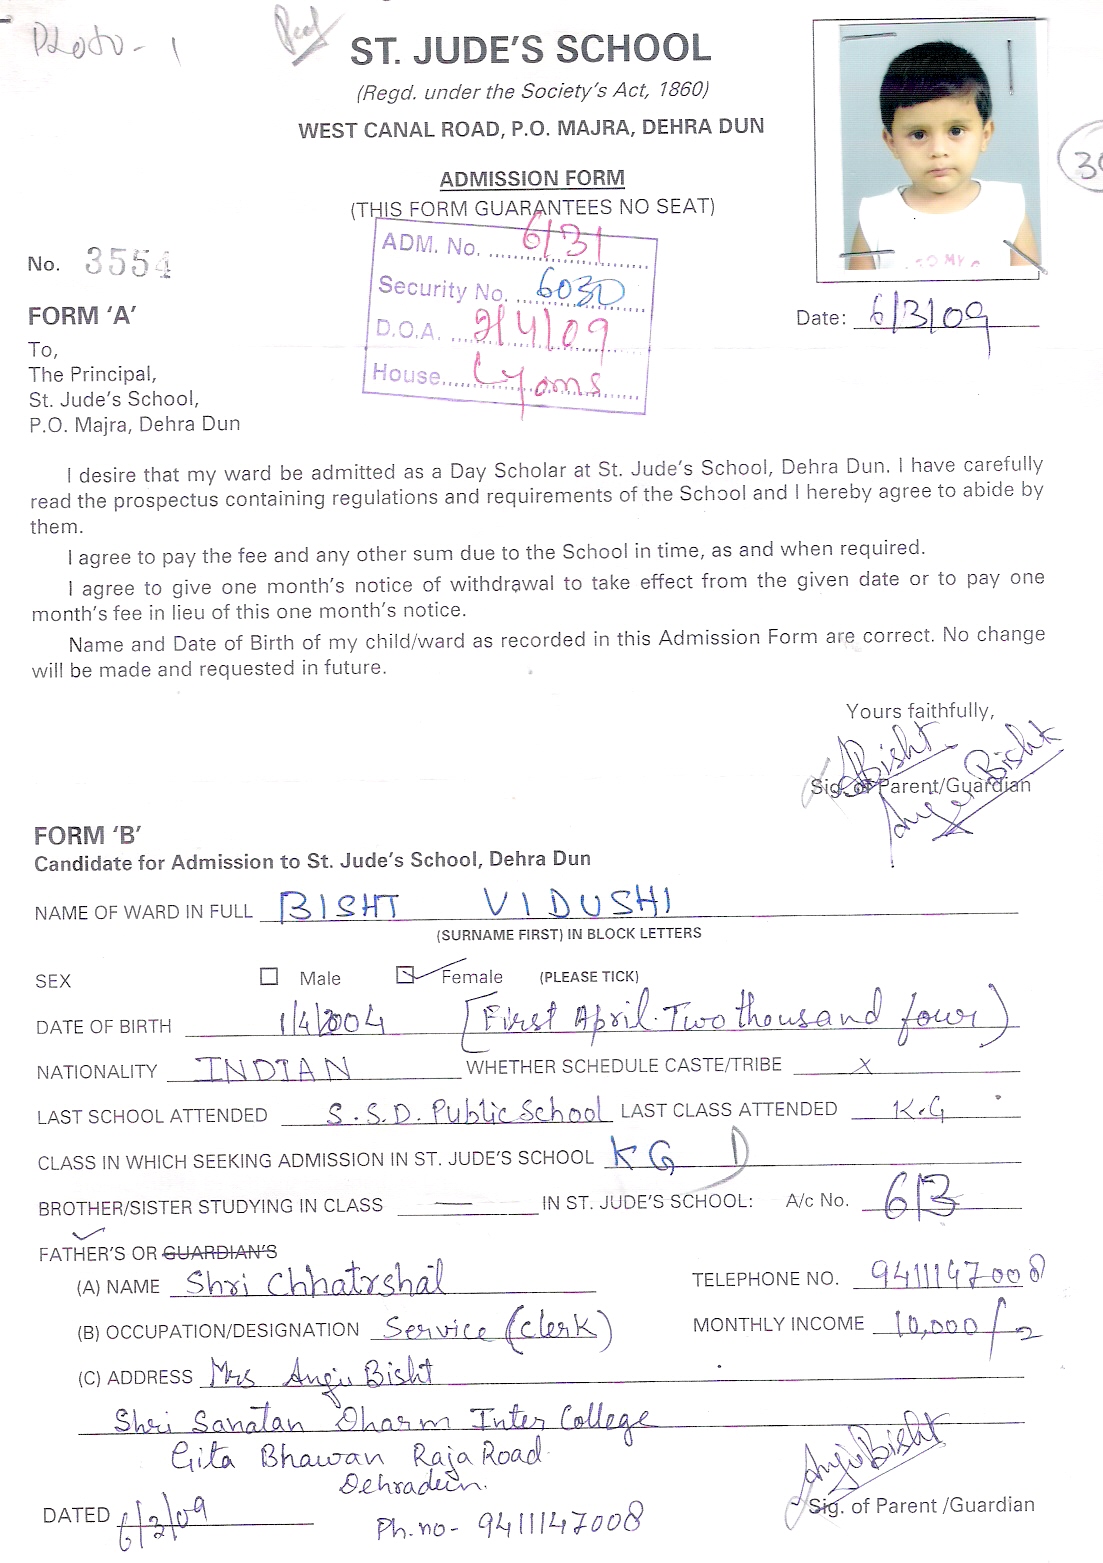 Photo - 1
ST. JUDE'S SCHOOL
(Regd. under the Society's Act, 1860)
WEST CANAL ROAD, P.O. MAJRA, DEHRA DUN
ADMISSION FORM
(THIS FORM GUARANTEES NO SEAT)
ADM. No. 6131
No. 3554
Security No. 6030
FORM 'A'
Date: 6/3/09
D.O.A. 2/4/09
To,
The Principal,
House Lyoms
St. Jude's School,
P.O. Majra, Dehra Dun
I desire that my ward be admitted as a Day Scholar at St. Jude's School, Dehra Dun. I have carefully
read the prospectus containing regulations and requirements of the School and I hereby agree to abide by
them.
I agree to pay the fee and any other sum due to the School in time, as and when required.
I agree to give one month's notice of withdrawal to take effect from the given date or to pay one
month's fee in lieu of this one month's notice.
Name and Date of Birth of my child/ward as recorded in this Admission Form are correct. No change
will be made and requested in future.
Yours faithfully,
Bisht
Anju Bisht
Sig. of Parent/Guardian
FORM 'B'
Candidate for Admission to St. Jude's School, Dehra Dun
NAME OF WARD IN FULL BISHT VIDUSHI
(SURNAME FIRST) IN BLOCK LETTERS
SEX Male Female (PLEASE TICK)
DATE OF BIRTH 1/4/2004 (First April Two thousand four)
NATIONALITY INDIAN WHETHER SCHEDULE CASTE/TRIBE x
LAST SCHOOL ATTENDED S.S.D. Public School LAST CLASS ATTENDED K.G
CLASS IN WHICH SEEKING ADMISSION IN ST. JUDE'S SCHOOL KG D
BROTHER/SISTER STUDYING IN CLASS — IN ST. JUDE'S SCHOOL: A/c No. 613
FATHER'S OR GUARDIAN'S
(A) NAME Shri Chhatrshal TELEPHONE NO. 9411147008
(B) OCCUPATION/DESIGNATION Service (Clerk) MONTHLY INCOME 10,000/-
(C) ADDRESS Mrs Anju Bisht
Shri Sanatan Dharm Inter College
Gita Bhawan Raja Road
Dehradun.
Anju Bisht
Sig. of Parent /Guardian
DATED 6/3/09
Ph.no- 9411147008